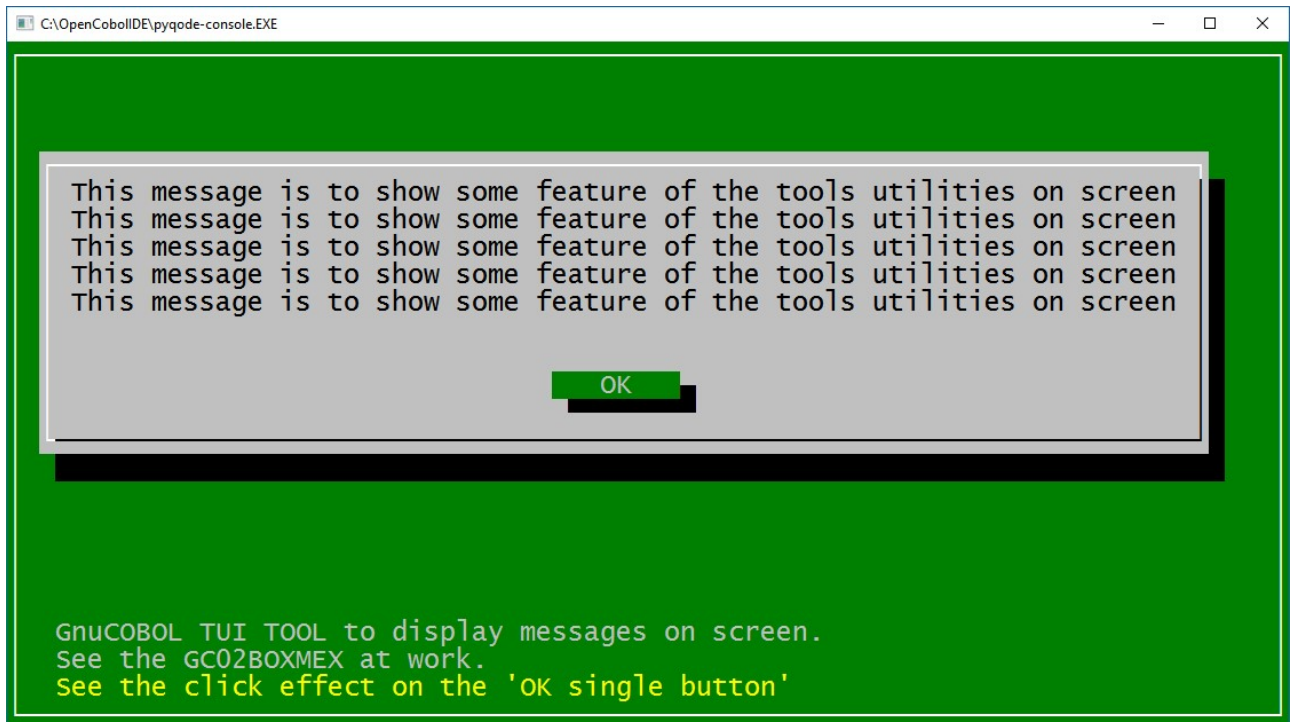 C:\OpenCobolIDE\pyqode-console.EXE
This message is to show some feature of the tools utilities on screen
This message is to show some feature of the tools utilities on screen
This message is to show some feature of the tools utilities on screen
This message is to show some feature of the tools utilities on screen
This message is to show some feature of the tools utilities on screen
OK
GnuCOBOL TUI TOOL to display messages on screen.
See the GC02BOXMEX at work.
See the click effect on the 'OK single button'